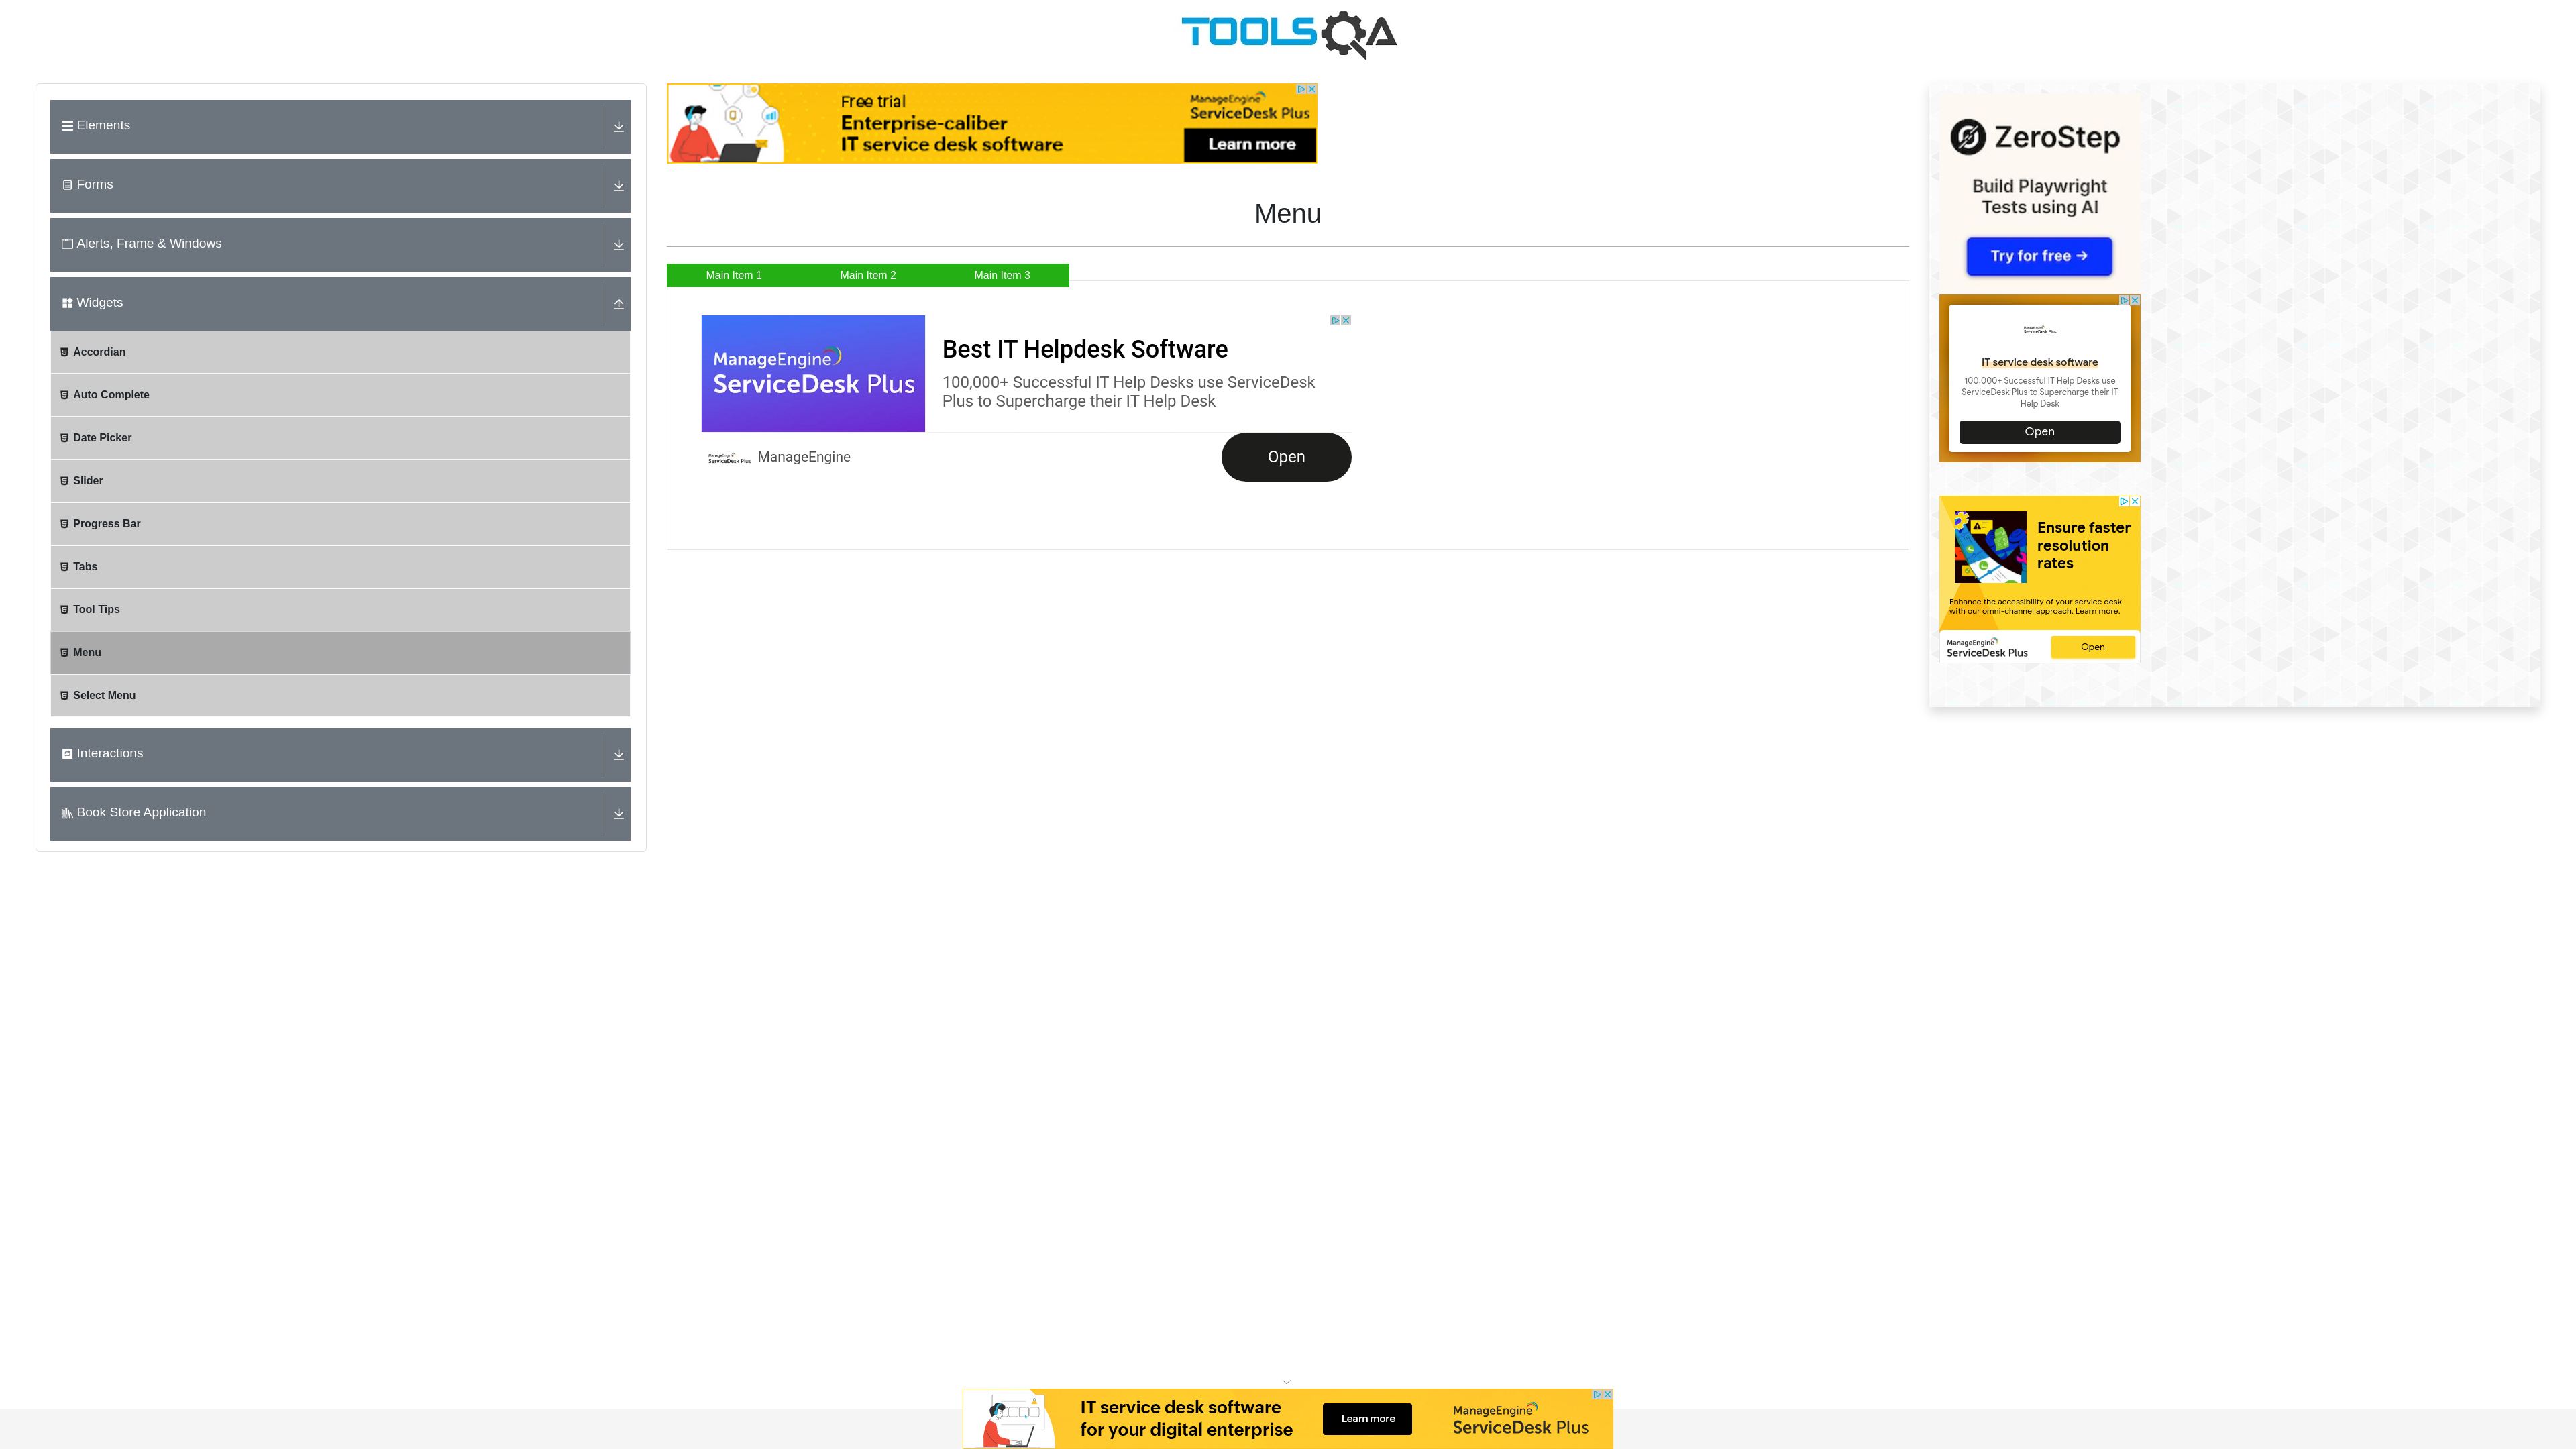 TOOLSQA
Elements
Forms
Alerts, Frame & Windows
Widgets
Accordian
Auto Complete
Date Picker
Slider
Progress Bar
Tabs
Tool Tips
Menu
Select Menu
Interactions
Book Store Application
Free trial
Enterprise-caliber
IT service desk software
ManageEngine
ServiceDesk Plus
Learn more
Menu
Main Item 1
Main Item 2
Main Item 3
ManageEngine
ServiceDesk Plus
Best IT Helpdesk Software
100,000+ Successful IT Help Desks use ServiceDesk
Plus to Supercharge their IT Help Desk
ManageEngine
ServiceDesk Plus
ManageEngine
Open
ZeroStep
Build Playwright
Tests using AI
Try for free →
ManageEngine
ServiceDesk Plus
IT service desk software
100,000+ Successful IT Help Desks use
ServiceDesk Plus to Supercharge their IT
Help Desk
Open
Ensure faster
resolution
rates
Enhance the accessibility of your service desk
with our omni-channel approach. Learn more.
ManageEngine
ServiceDesk Plus
Open
IT service desk software
for your digital enterprise
Learn more
ManageEngine
ServiceDesk Plus